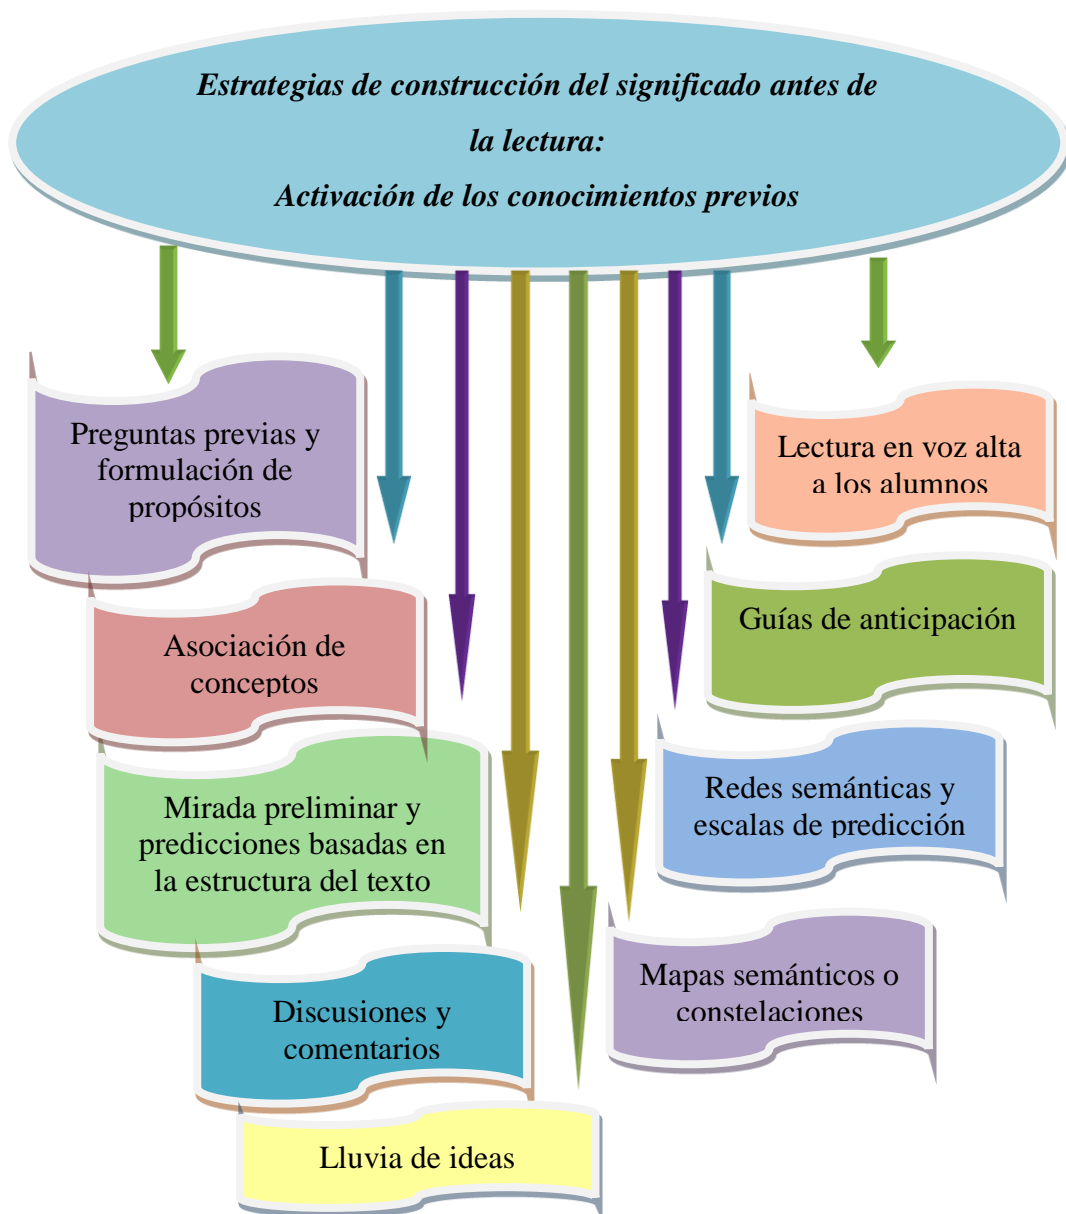 Estrategias de construcción del significado antes de
la lectura:
Activación de los conocimientos previos
Preguntas previas y
formulación de
propósitos
Asociación de
conceptos
Mirada preliminar y
predicciones basadas en
la estructura del texto
Discusiones y
comentarios
Lluvia de ideas
Lectura en voz alta
a los alumnos
Guías de anticipación
Redes semánticas y
escalas de predicción
Mapas semánticos o
constelaciones